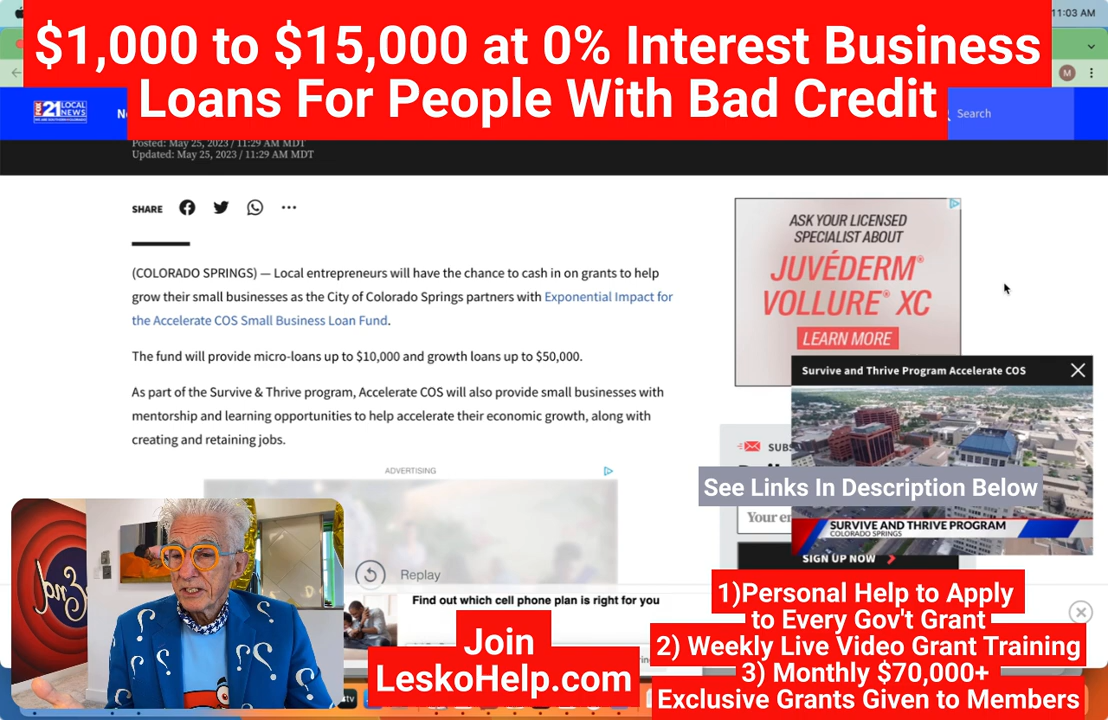 11:03 AM
$1,000 to $15,000 at 0% Interest Business
Loans For People With Bad Credit
M
FOX 21 LOCAL NEWS
N
Search
Posted: May 25, 2023 / 11:29 AM MDT
Updated: May 25, 2023 / 11:29 AM MDT
SHARE
(COLORADO SPRINGS) — Local entrepreneurs will have the chance to cash in on grants to help
grow their small businesses as the City of Colorado Springs partners with Exponential Impact for
the Accelerate COS Small Business Loan Fund.
The fund will provide micro-loans up to $10,000 and growth loans up to $50,000.
As part of the Survive & Thrive program, Accelerate COS will also provide small businesses with
mentorship and learning opportunities to help accelerate their economic growth, along with
creating and retaining jobs.
ADVERTISING
Replay
ASK YOUR LICENSED
SPECIALIST ABOUT
JUVÉDERM®
VOLLURE® XC
LEARN MORE
Survive and Thrive Program Accelerate COS
SUBS
See Links In Description Below
Your en
SURVIVE AND THRIVE PROGRAM
COLORADO SPRINGS
SIGN UP NOW
End
Find out which cell phone plan is right for you
Join
LeskoHelp.com
tv
1)Personal Help to Apply
to Every Gov't Grant
2) Weekly Live Video Grant Training
3) Monthly $70,000+
Exclusive Grants Given to Members